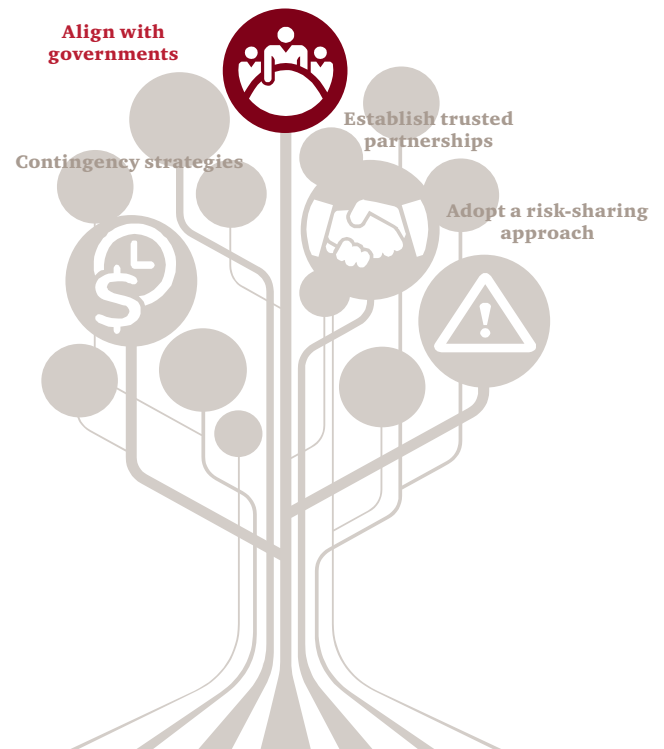 Align with
governments
Establish trusted
partnerships
Contingency strategies
Adopt a risk-sharing
approach
$
!